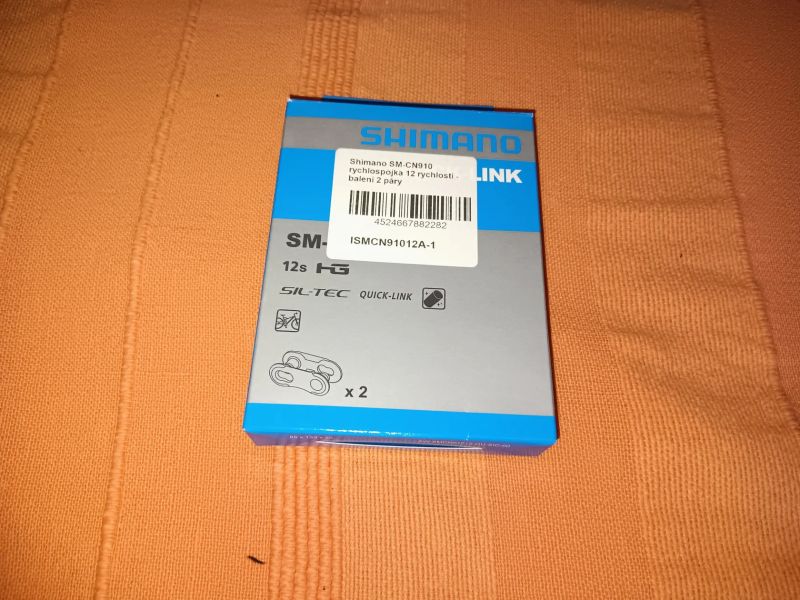 SHIMANO
-LINK
Shimano SM-CN910
rychlospojka 12 rychlostí -
balení 2 páry
4524667882282
ISMCN91012A-1
SM-
12s HG
SIL-TEC QUICK-LINK
x 2